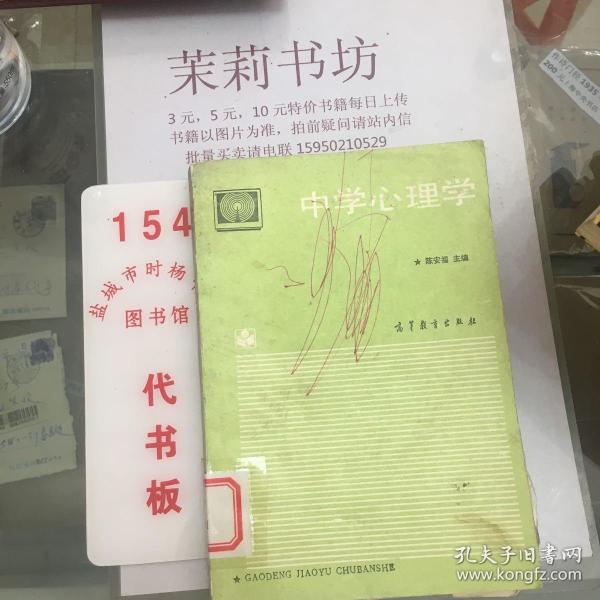 茉莉书坊
3元，5元，10元特价书籍每日上传
书籍以图片为准，拍前疑问请站内信
批量买卖请电联 15950210529
154
盐城市时杨
图书馆
代书板
中学心理学
★ 陈安福 主编
高等教育出版社
★ GAODENG JIAOYU CHUBANSHE
孔夫子旧书网
www.kongfz.com